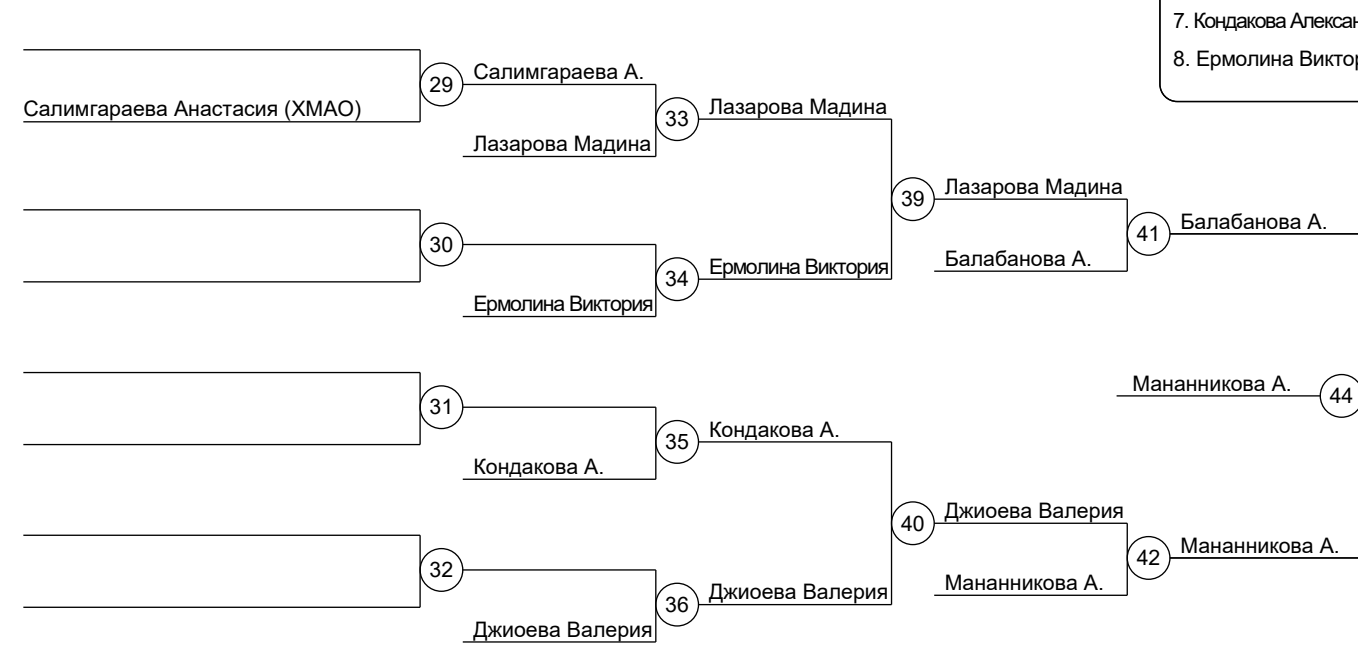 7. Кондакова Алексан
8. Ермолина Виктор
29
Салимгараева А.
Салимгараева Анастасия (ХМАО)
33
Лазарова Мадина
Лазарова Мадина
39
Лазарова Мадина
30
41
Балабанова А.
Балабанова А.
34
Ермолина Виктория
Ермолина Виктория
Мананникова А.
44
31
35
Кондакова А.
Кондакова А.
40
Джиоева Валерия
42
Мананникова А.
32
Мананникова А.
36
Джиоева Валерия
Джиоева Валерия